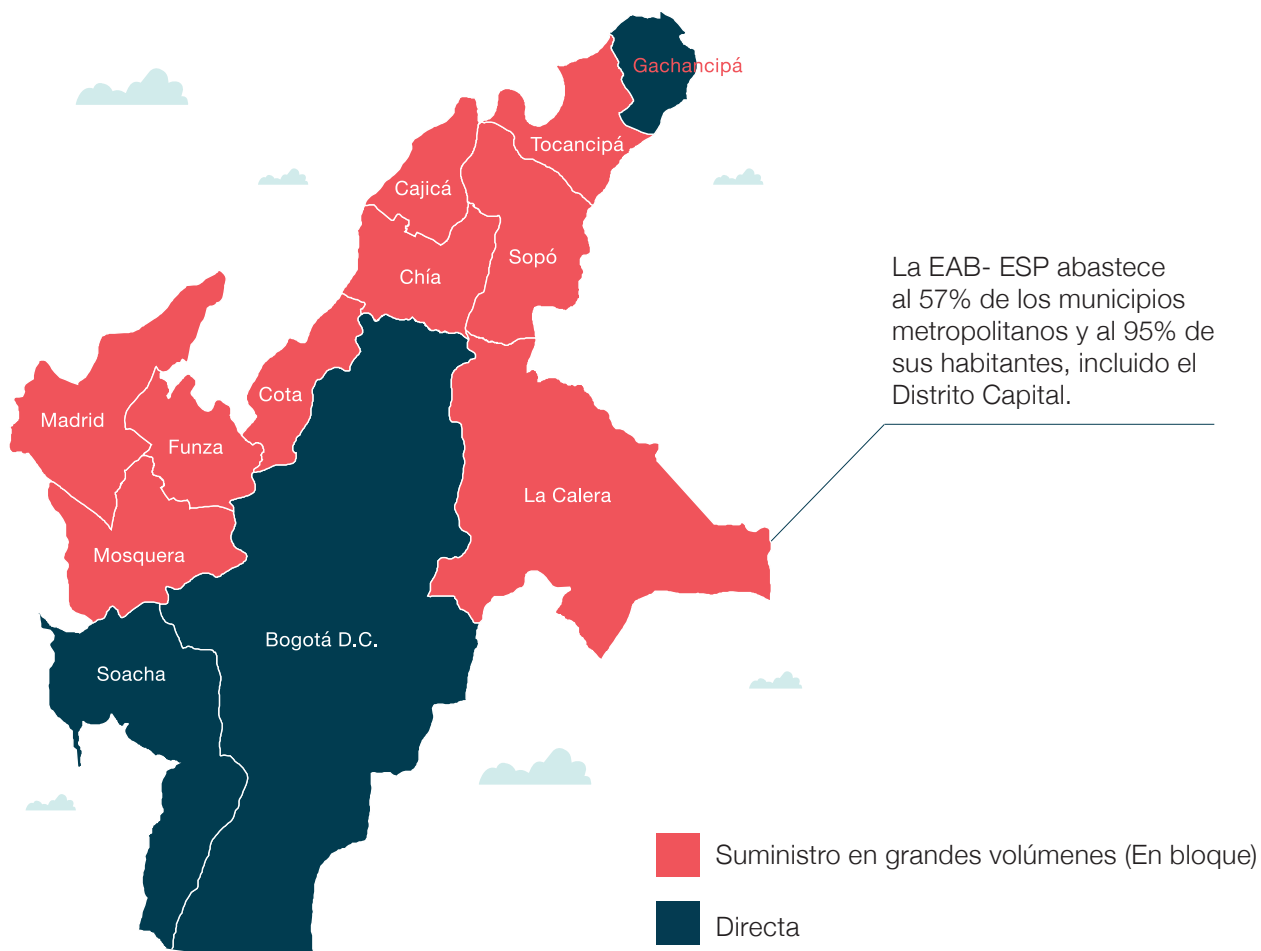 Gachancipá
Tocancipá
Cajicá
Sopó
Chía
Cota
Madrid
Funza
La Calera
Mosquera
Bogotá D.C.
Soacha
La EAB- ESP abastece
al 57% de los municipios
metropolitanos y al 95% de
sus habitantes, incluido el
Distrito Capital.
Suministro en grandes volúmenes (En bloque)
Directa